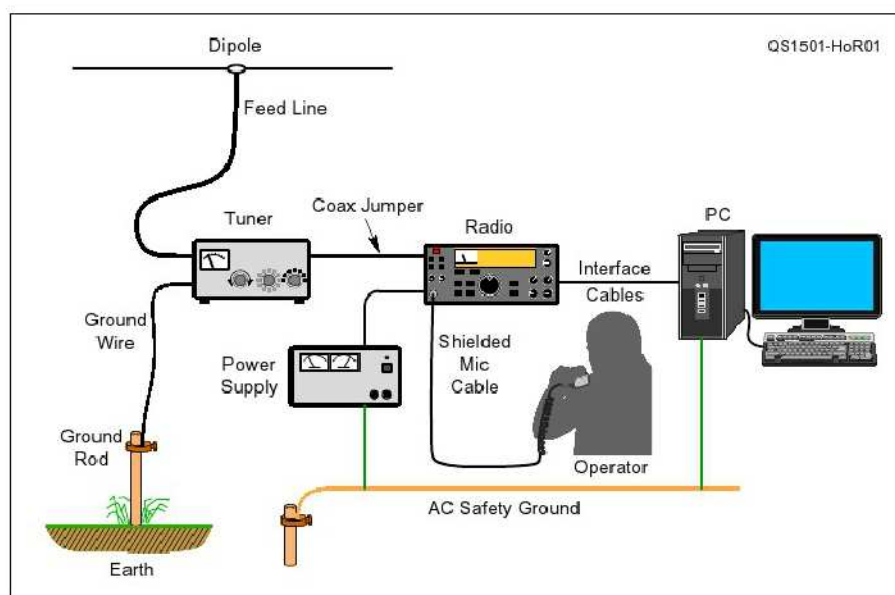 Dipole
QS1501-HoR01
Feed Line
Tuner
Coax Jumper
Radio
PC
Interface
Cables
Ground
Wire
Power
Supply
Shielded
Mic
Cable
Ground
Rod
Operator
AC Safety Ground
Earth